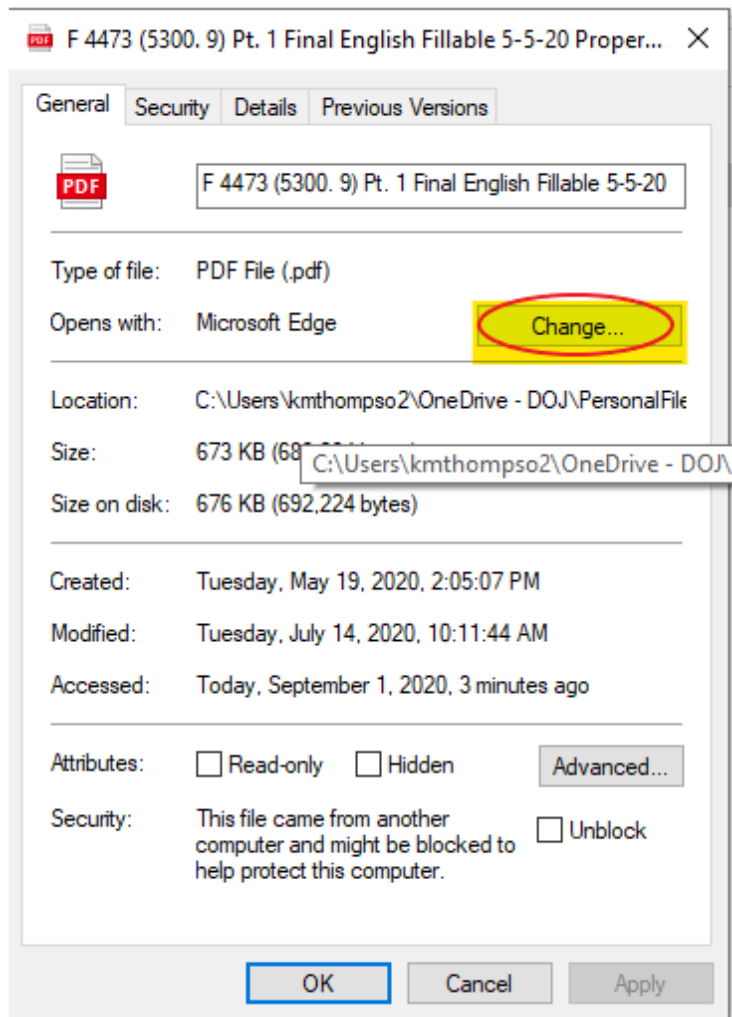 F 4473 (5300. 9) Pt. 1 Final English Fillable 5-5-20 Proper...
General Security Details Previous Versions
PDF
F 4473 (5300. 9) Pt. 1 Final English Fillable 5-5-20
Type of file: PDF File (.pdf)
Opens with: Microsoft Edge Change...
Location: C:\Users\kmthompso2\OneDrive - DOJ\PersonalFile
Size: 673 KB (68
C:\Users\kmthompso2\OneDrive - DOJ\
Size on disk: 676 KB (692,224 bytes)
Created: Tuesday, May 19, 2020, 2:05:07 PM
Modified: Tuesday, July 14, 2020, 10:11:44 AM
Accessed: Today, September 1, 2020, 3 minutes ago
Attributes: Read-only Hidden Advanced...
Security: This file came from another
computer and might be blocked to Unblock
help protect this computer.
OK Cancel Apply